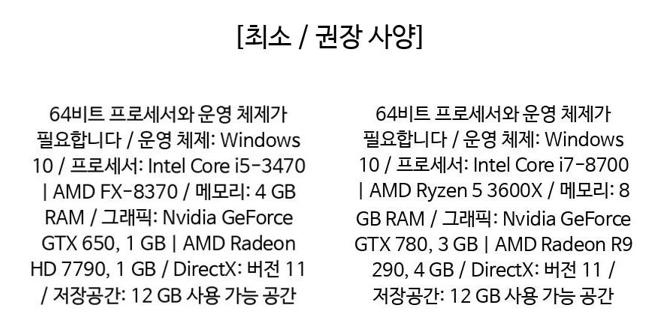 [최소 / 권장 사양]
64비트 프로세서와 운영 체제가
필요합니다 / 운영 체제: Windows
10 / 프로세서: Intel Core i5-3470
| AMD FX-8370 / 메모리: 4 GB
RAM / 그래픽: Nvidia GeForce
GTX 650, 1 GB | AMD Radeon
HD 7790, 1 GB / DirectX: 버전 11
/ 저장공간: 12 GB 사용 가능 공간
64비트 프로세서와 운영 체제가
필요합니다 / 운영 체제: Windows
10 / 프로세서: Intel Core i7-8700
| AMD Ryzen 5 3600X / 메모리: 8
GB RAM / 그래픽: Nvidia GeForce
GTX 780, 3 GB | AMD Radeon R9
290, 4 GB / DirectX: 버전 11 /
저장공간: 12 GB 사용 가능 공간